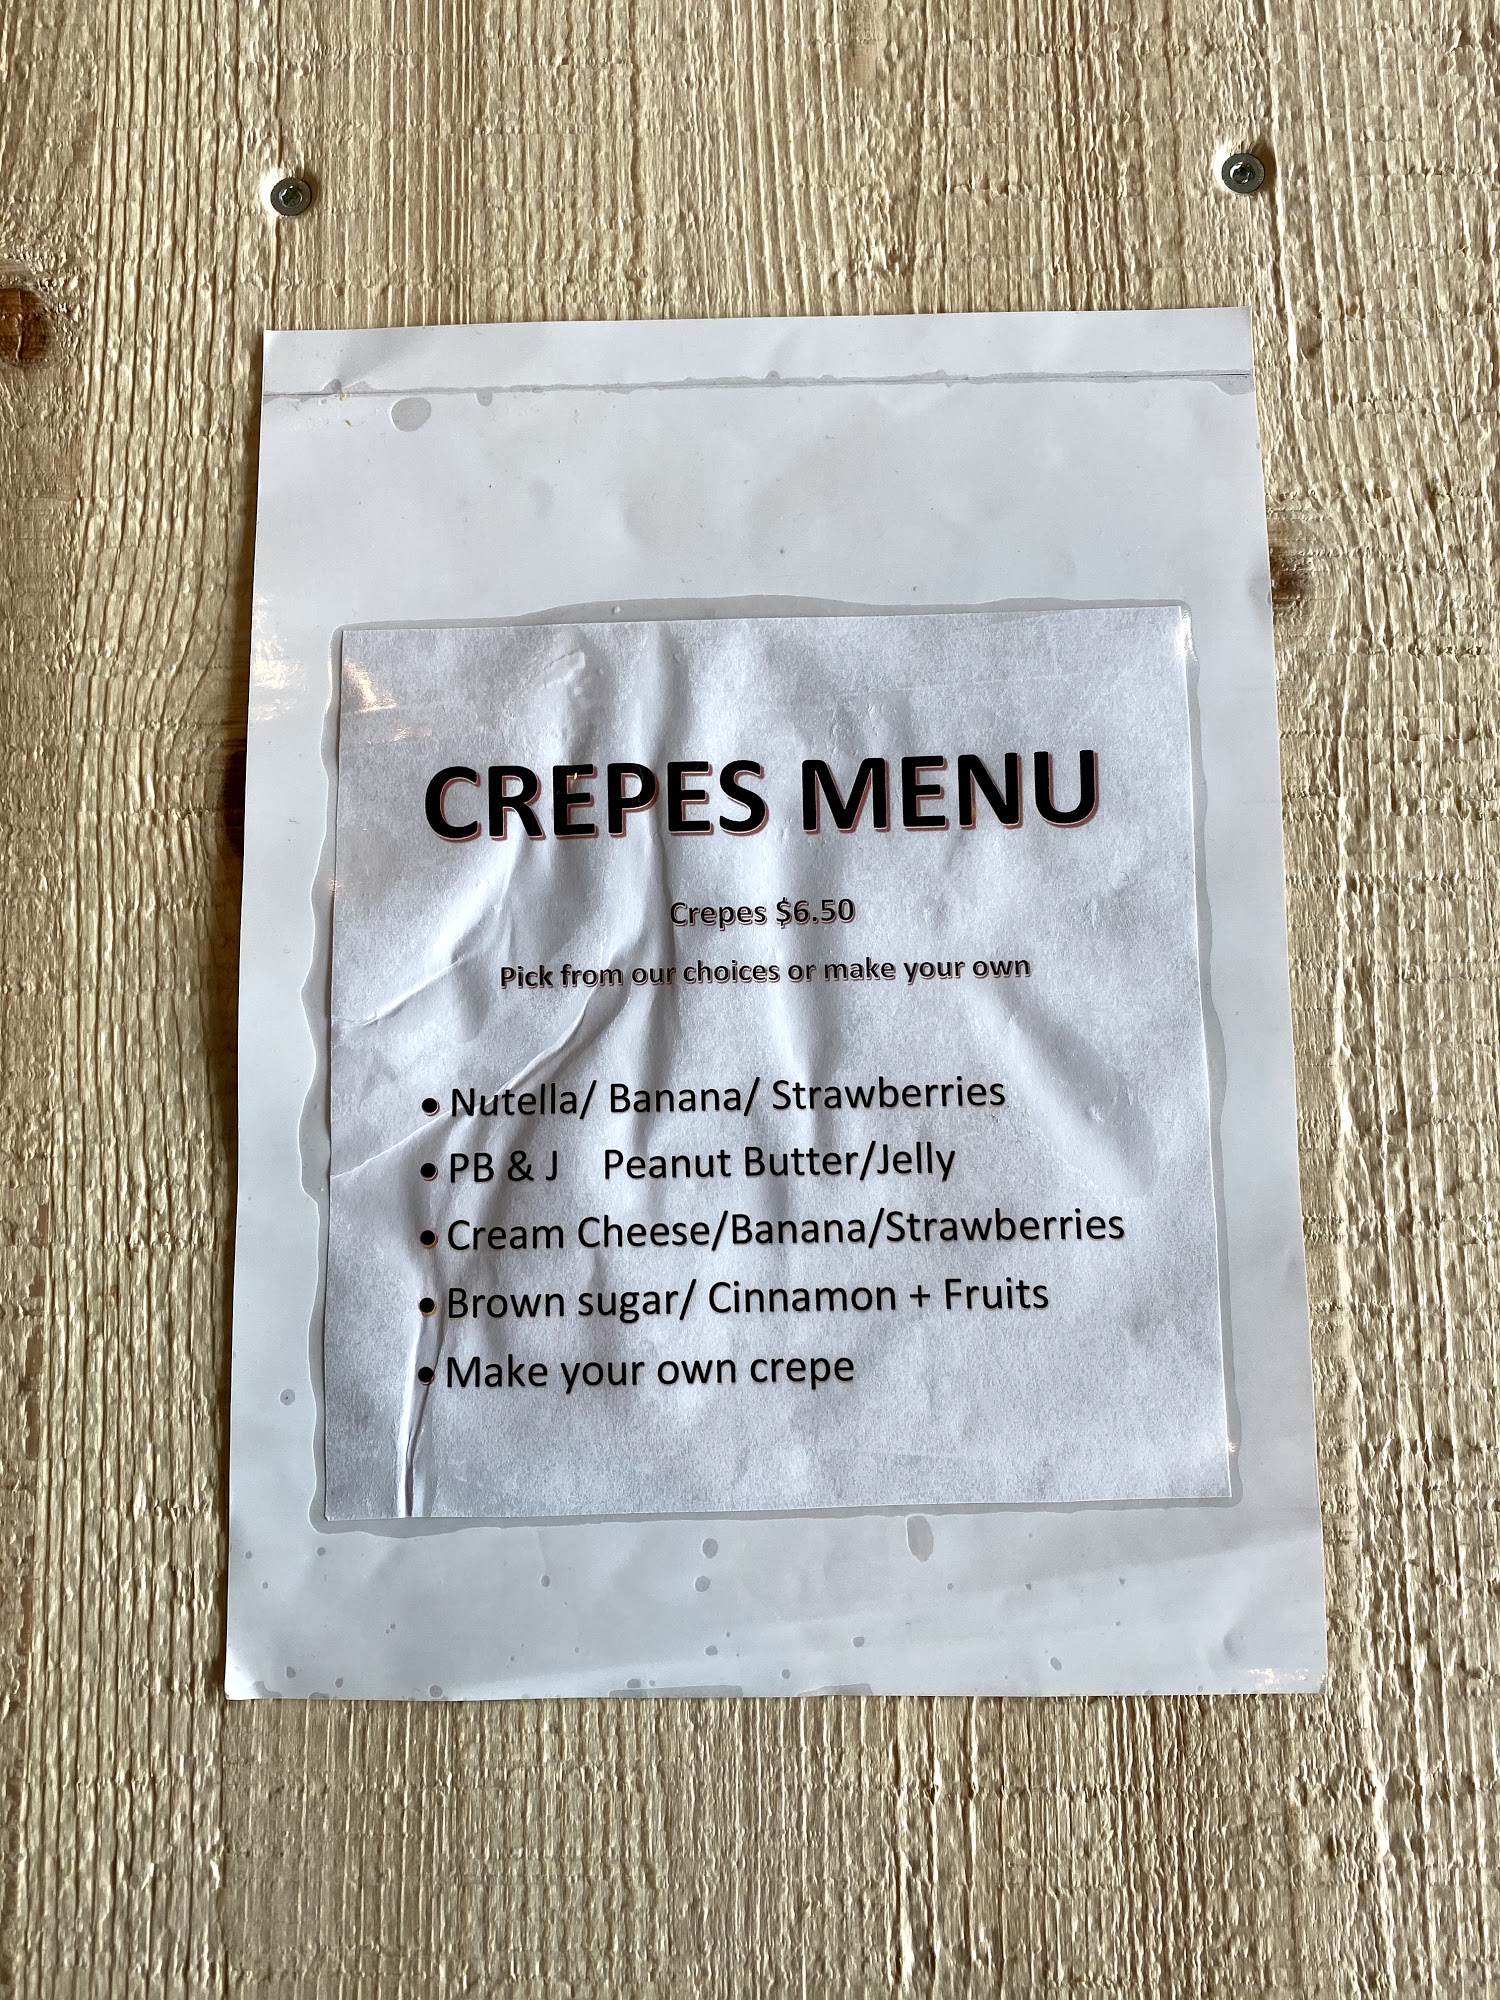 CREPES MENU
Crepes $6.50
Pick from our choices or make your own
• Nutella/ Banana/ Strawberries
• PB & J    Peanut Butter/Jelly
• Cream Cheese/Banana/Strawberries
• Brown sugar/ Cinnamon + Fruits
• Make your own crepe